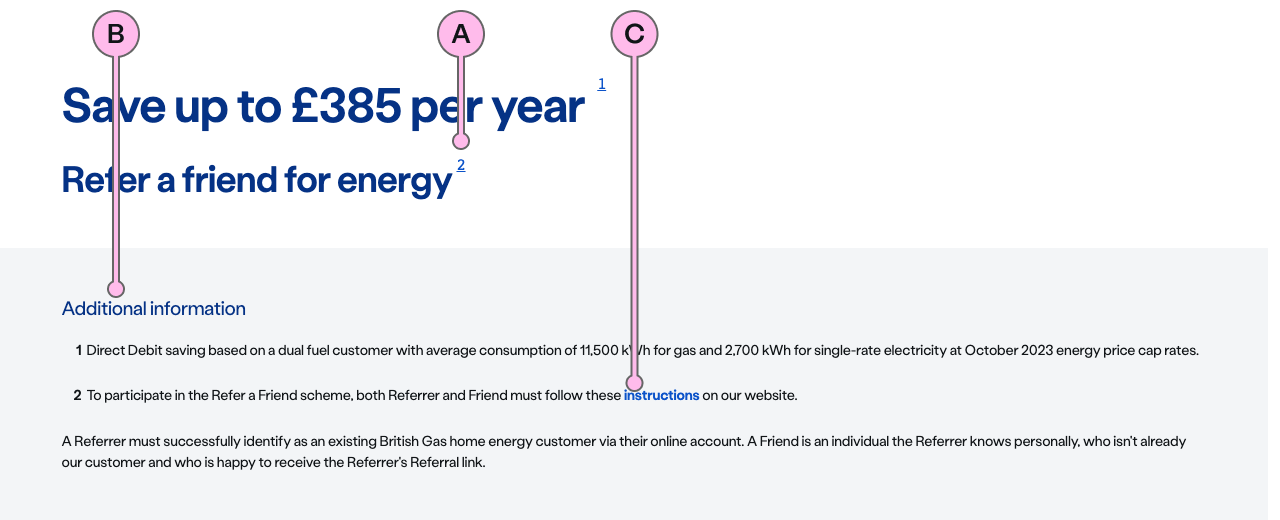 B A C
Save up to £385 per year 1
Refer a friend for energy 2
Additional information
1 Direct Debit saving based on a dual fuel customer with average consumption of 11,500 kWh for gas and 2,700 kWh for single-rate electricity at October 2023 energy price cap rates.
2 To participate in the Refer a Friend scheme, both Referrer and Friend must follow these instructions on our website.
A Referrer must successfully identify as an existing British Gas home energy customer via their online account. A Friend is an individual the Referrer knows personally, who isn't already
our customer and who is happy to receive the Referrer's Referral link.